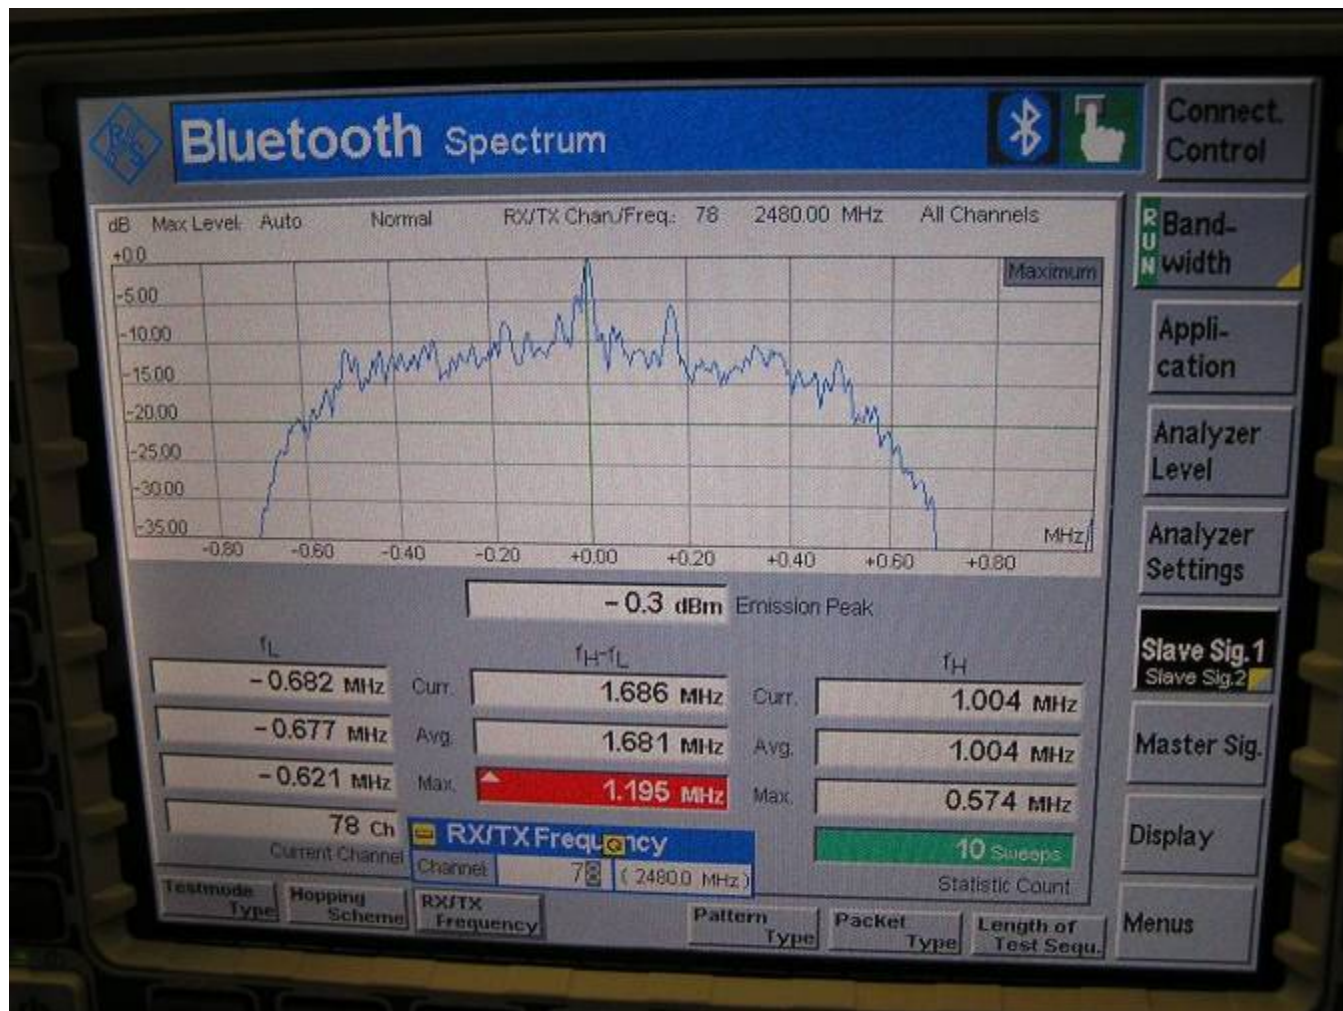 Bluetooth Spectrum
Connect. Control
dB Max Level: Auto Normal RX/TX Chan./Freq.: 78 2480.00 MHz All Channels
RUN Band-width
+0.0
Maximum
-5.00
-10.00
Appli-cation
-15.00
-20.00
Analyzer Level
-25.00
-30.00
-35.00
MHz
Analyzer Settings
-0.80 -0.60 -0.40 -0.20 +0.00 +0.20 +0.40 +0.60 +0.80
-0.3 dBm Emission Peak
Slave Sig.1
Slave Sig.2
fL fH-fL fH
-0.682 MHz Curr. 1.686 MHz Curr. 1.004 MHz
-0.677 MHz Avg. 1.681 MHz Avg. 1.004 MHz
Master Sig.
-0.621 MHz Max. 1.195 MHz Max. 0.574 MHz
78 Ch
Current Channel
RX/TX Frequency
Channel 78 (2480.0 MHz)
10 Sweeps
Statistic Count
Display
Testmode Type
Hopping Scheme
RX/TX Frequency
Pattern Type
Packet Type
Length of Test Sequ.
Menus